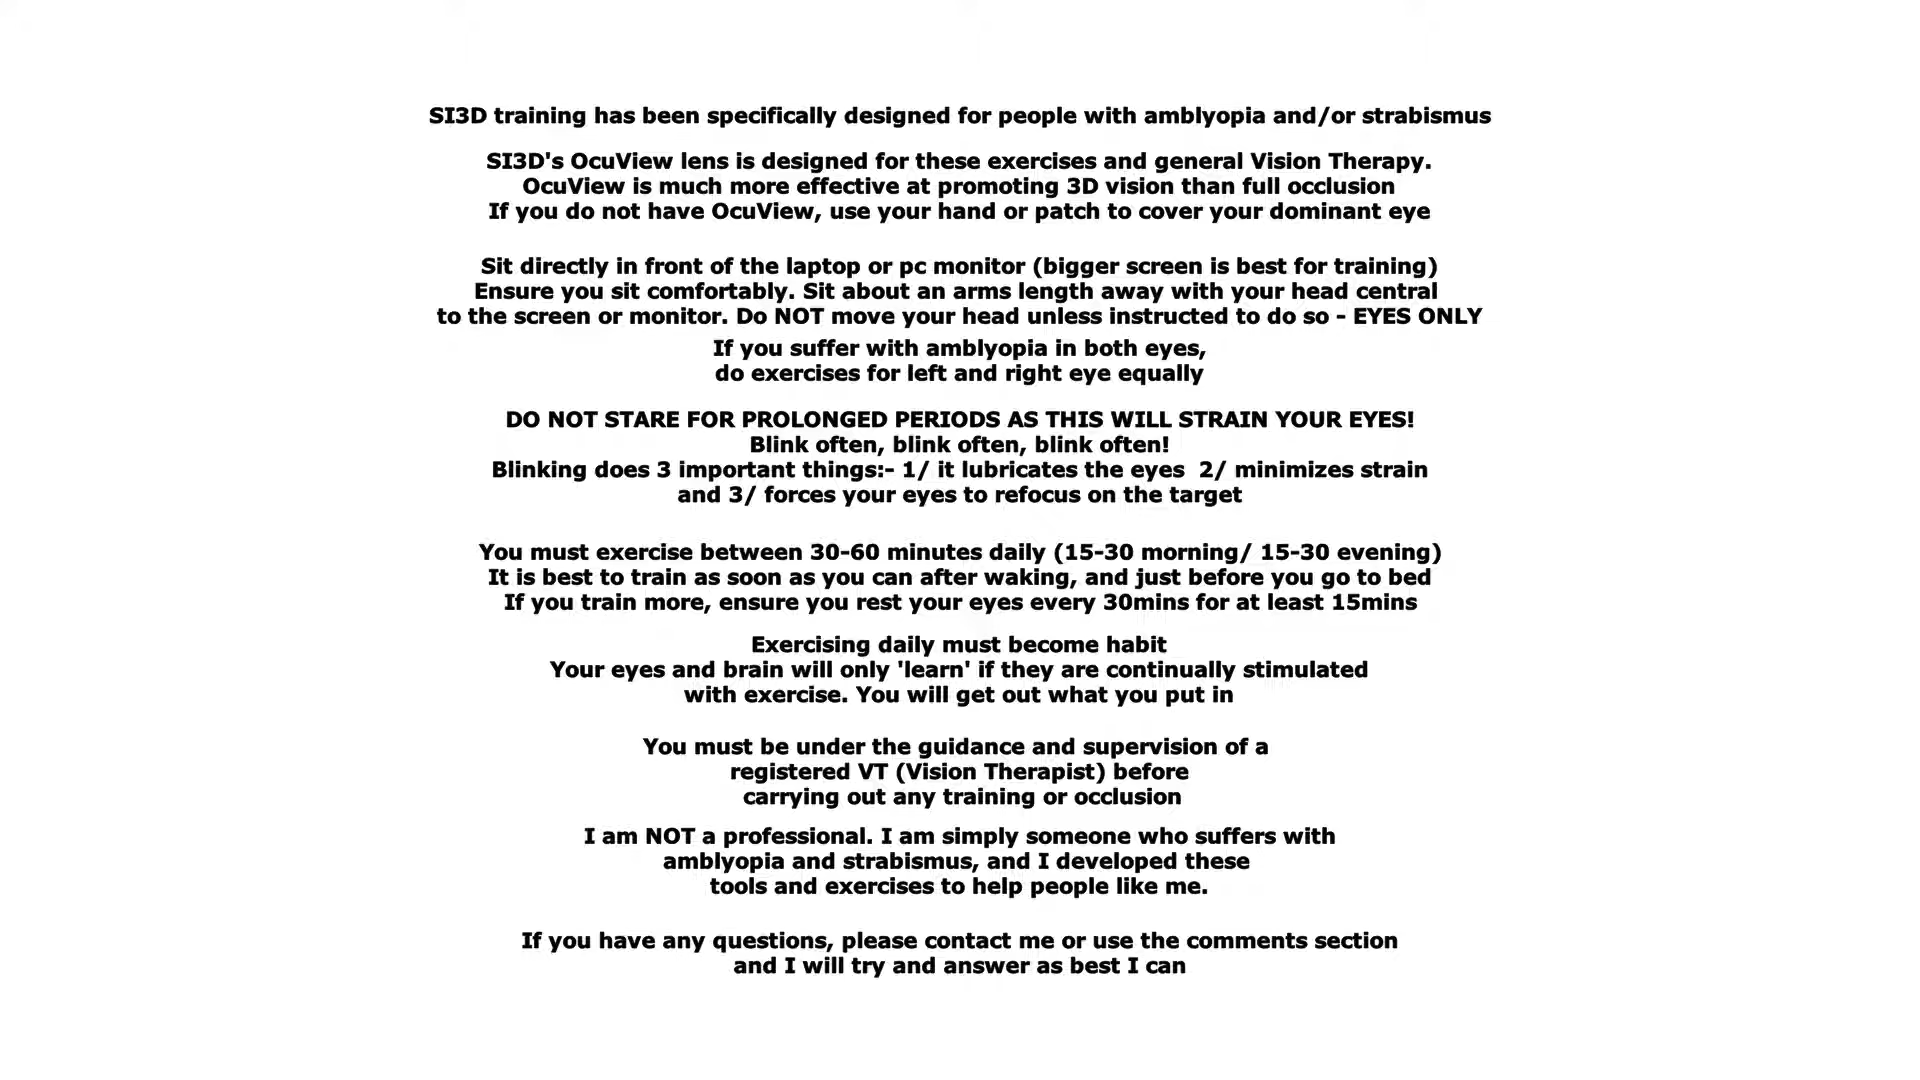 SI3D training has been specifically designed for people with amblyopia and/or strabismus
SI3D's OcuView lens is designed for these exercises and general Vision Therapy.
OcuView is much more effective at promoting 3D vision than full occlusion
If you do not have OcuView, use your hand or patch to cover your dominant eye
Sit directly in front of the laptop or pc monitor (bigger screen is best for training)
Ensure you sit comfortably. Sit about an arms length away with your head central
to the screen or monitor. Do NOT move your head unless instructed to do so - EYES ONLY
If you suffer with amblyopia in both eyes,
do exercises for left and right eye equally
DO NOT STARE FOR PROLONGED PERIODS AS THIS WILL STRAIN YOUR EYES!
Blink often, blink often, blink often!
Blinking does 3 important things:- 1/ it lubricates the eyes  2/ minimizes strain
and 3/ forces your eyes to refocus on the target
You must exercise between 30-60 minutes daily (15-30 morning/ 15-30 evening)
It is best to train as soon as you can after waking, and just before you go to bed
If you train more, ensure you rest your eyes every 30mins for at least 15mins
Exercising daily must become habit
Your eyes and brain will only 'learn' if they are continually stimulated
with exercise. You will get out what you put in
You must be under the guidance and supervision of a
registered VT (Vision Therapist) before
carrying out any training or occlusion
I am NOT a professional. I am simply someone who suffers with
amblyopia and strabismus, and I developed these
tools and exercises to help people like me.
If you have any questions, please contact me or use the comments section
and I will try and answer as best I can